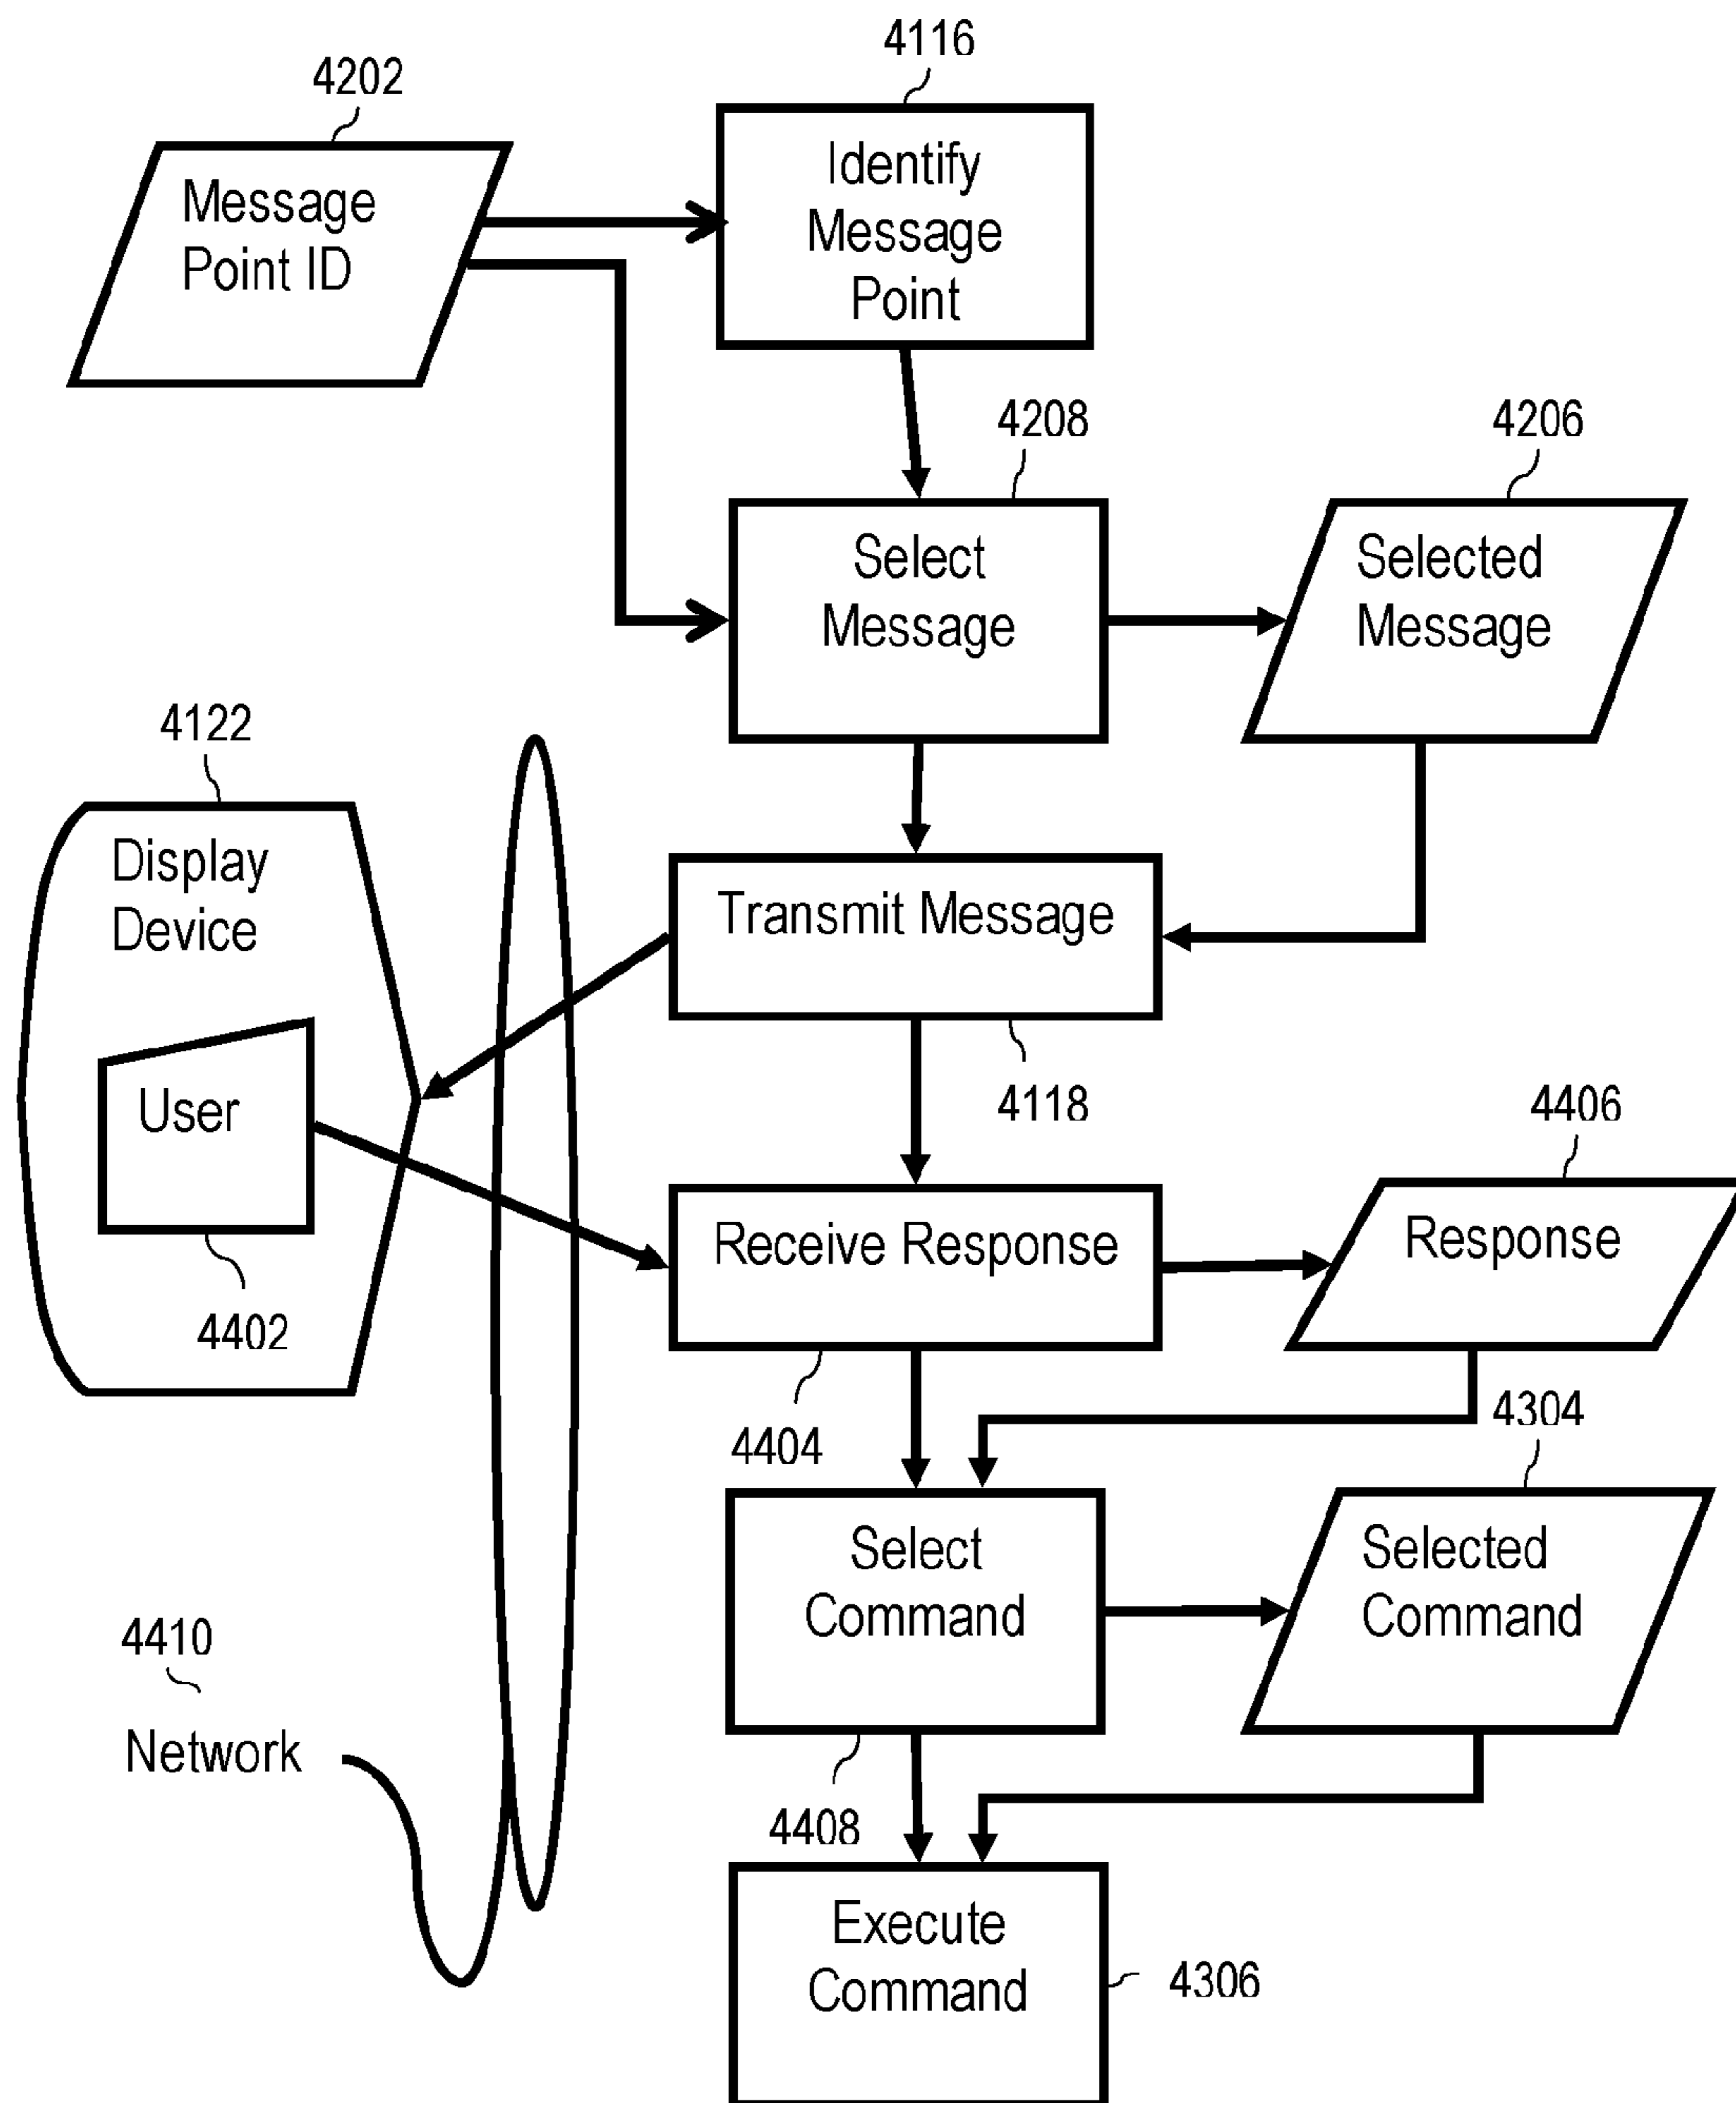 4116
4202
Identify
Message
Point
Message
Point ID
4208
4206
Select
Message
Selected
Message
4122
Display
Device
Transmit Message
4118
User
4406
Receive Response
Response
4402
4404
4304
Select
Command
Selected
Command
4410
Network
4408
Execute
Command
4306